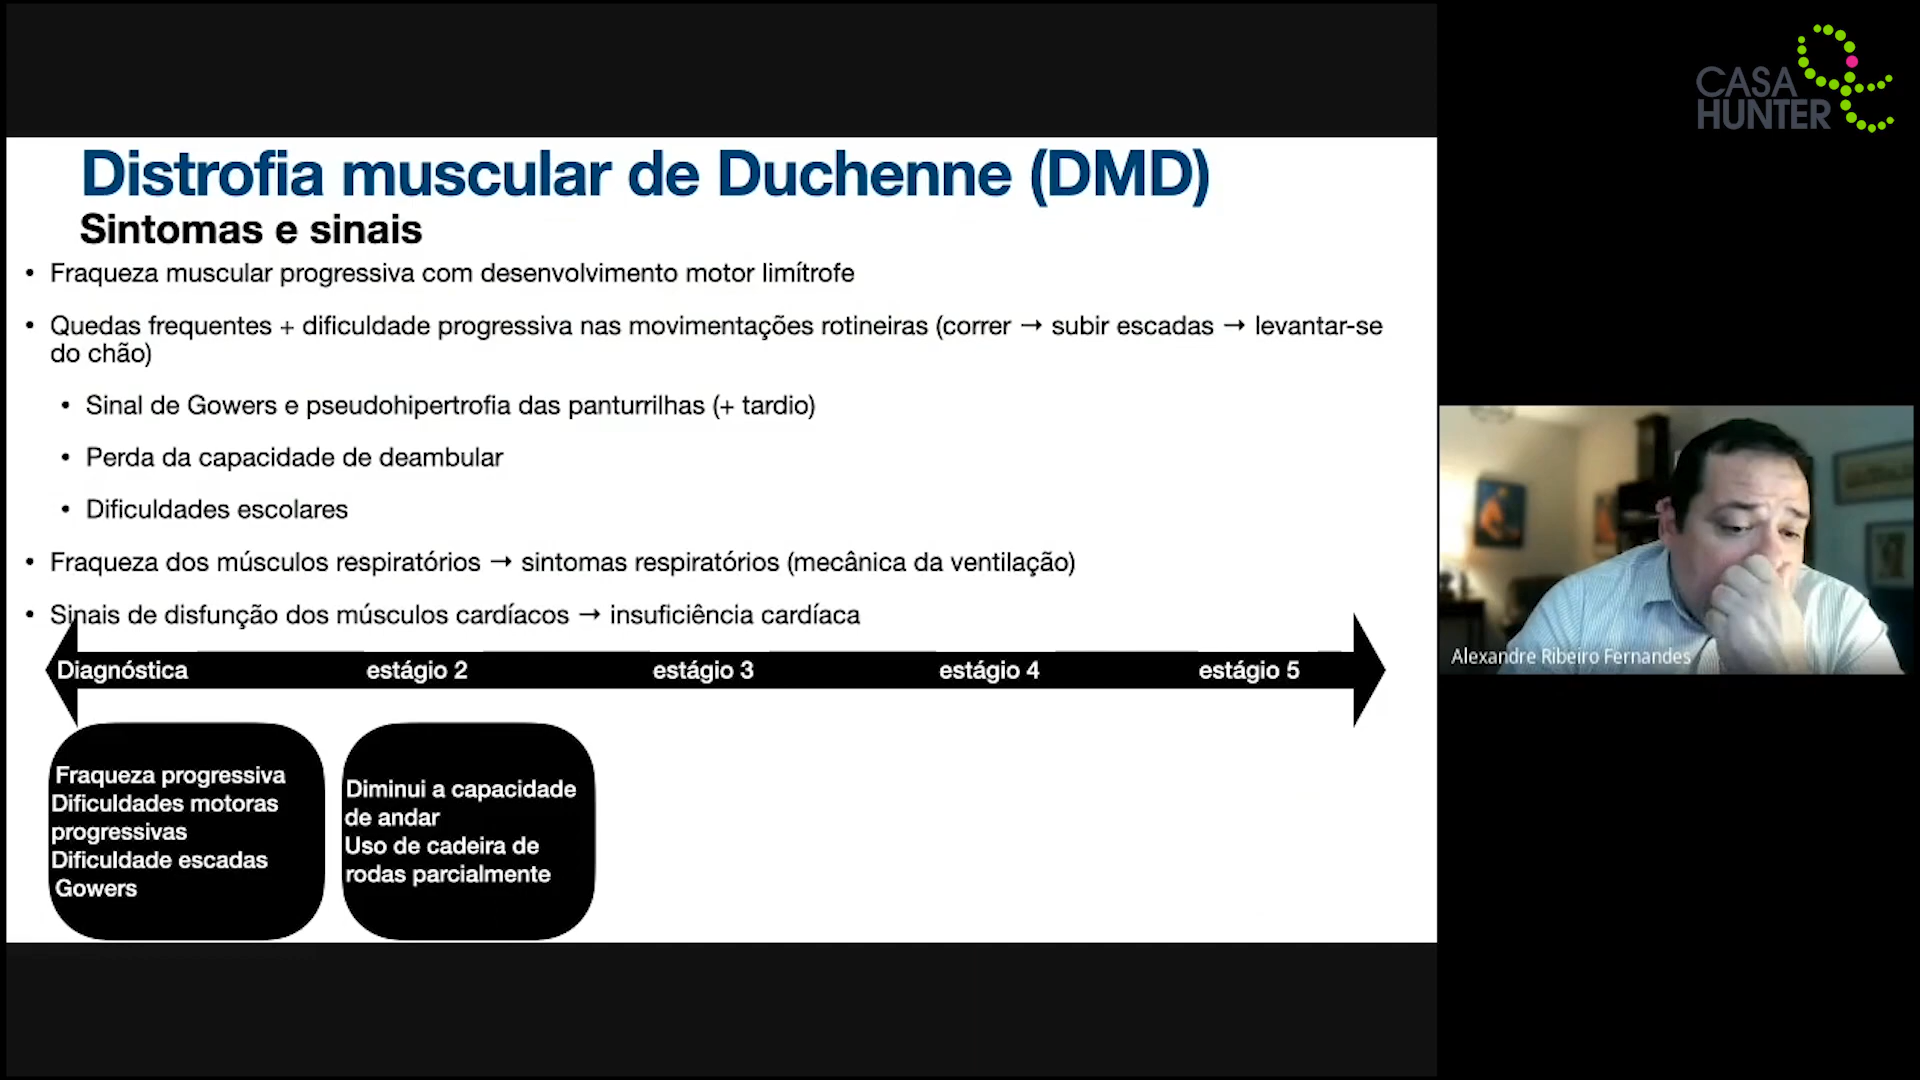 CASA
HUNTER
Distrofia muscular de Duchenne (DMD)
Sintomas e sinais
• Fraqueza muscular progressiva com desenvolvimento motor limítrofe
• Quedas frequentes + dificuldade progressiva nas movimentações rotineiras (correr → subir escadas → levantar-se
do chão)
• Sinal de Gowers e pseudohipertrofia das panturrilhas (+ tardio)
• Perda da capacidade de deambular
• Dificuldades escolares
• Fraqueza dos músculos respiratórios → sintomas respiratórios (mecânica da ventilação)
• Sinais de disfunção dos músculos cardíacos → insuficiência cardíaca
Diagnóstica estágio 2 estágio 3 estágio 4 estágio 5
Fraqueza progressiva
Dificuldades motoras
progressivas
Dificuldade escadas
Gowers
Diminui a capacidade
de andar
Uso de cadeira de
rodas parcialmente
Alexandre Ribeiro Fernandes